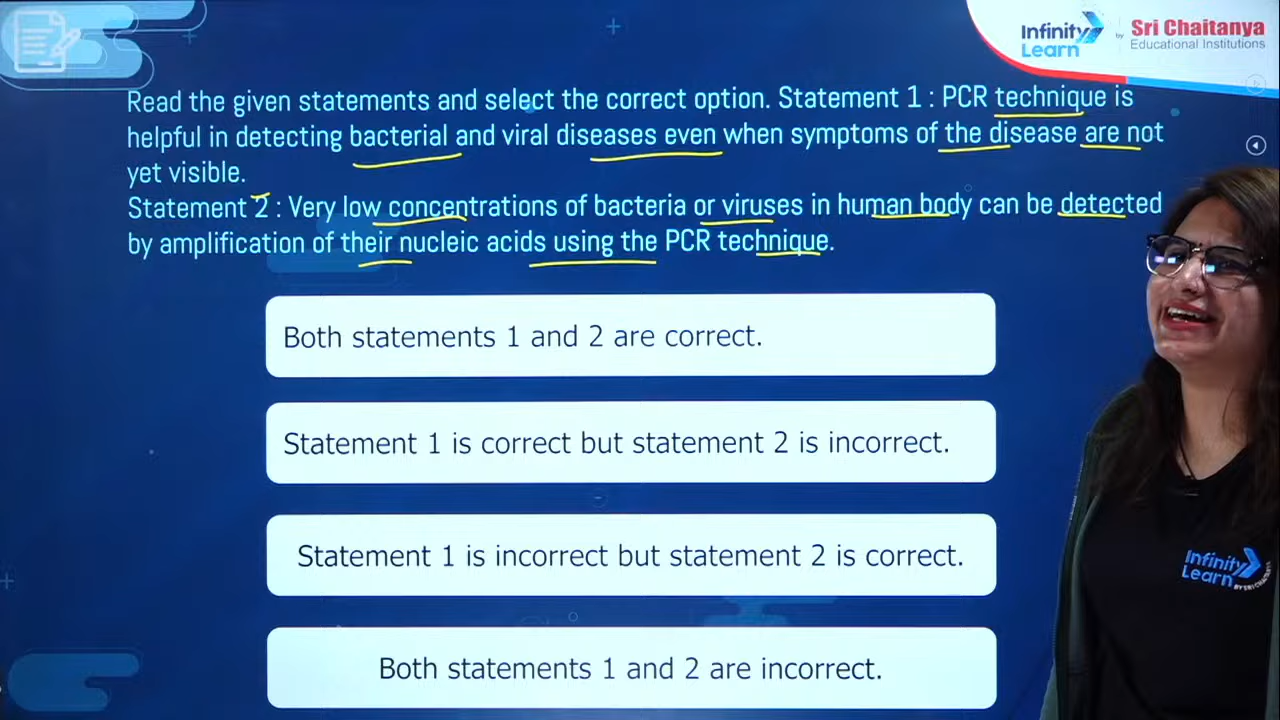 Infinity Learn by Sri Chaitanya
Educational Institutions
Read the given statements and select the correct option. Statement 1 : PCR technique is
helpful in detecting bacterial and viral diseases even when symptoms of the disease are not
yet visible.
Statement 2 : Very low concentrations of bacteria or viruses in human body can be detected
by amplification of their nucleic acids using the PCR technique.
Both statements 1 and 2 are correct.
Statement 1 is correct but statement 2 is incorrect.
Statement 1 is incorrect but statement 2 is correct.
Both statements 1 and 2 are incorrect.
Infinity
Learn
BY SRI CHAITANYA